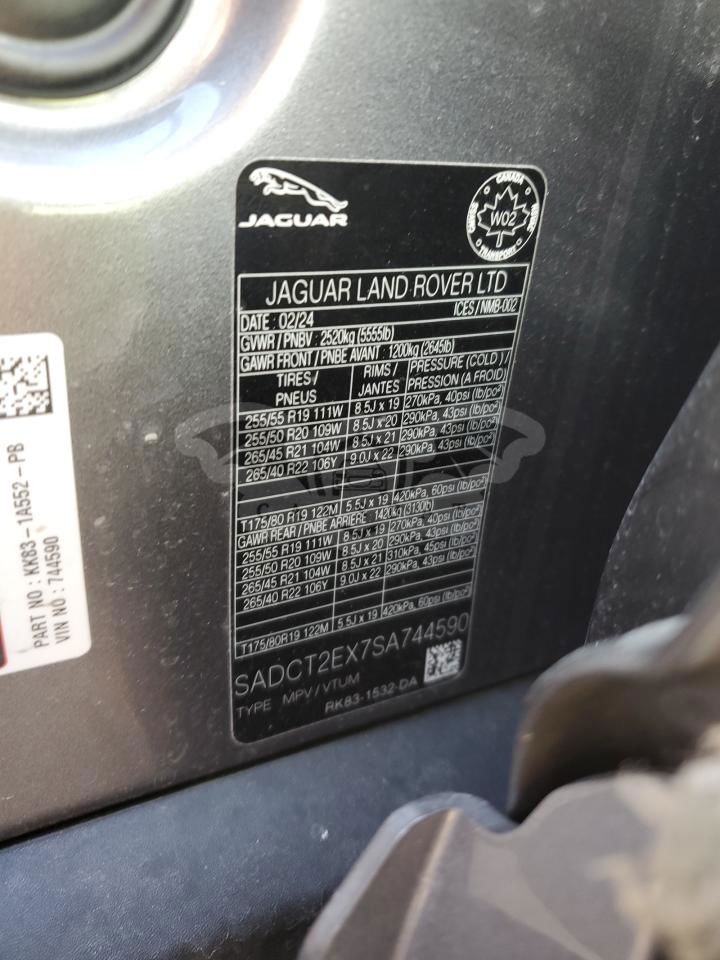 JAGUAR
CANADA
W02
TRANSPORT
JAGUAR LAND ROVER LTD
DATE : 02/24
ICES / NMB-002
GVWR / PNBV : 2520kg (5555lb)
GAWR FRONT / PNBE AVANT : 1200kg (2645lb)
TIRES / PNEUS RIMS / JANTES PRESSURE (COLD) / PRESSION (A FROID)
255/55 R19 111W 8.5J x 19 270kPa, 40psi (lb/po²)
255/50 R20 109W 8.5J x 20 290kPa, 43psi (lb/po²)
265/45 R21 104W 8.5J x 21 290kPa, 43psi (lb/po²)
265/40 R22 106Y 9.0J x 22 290kPa, 43psi (lb/po²)
T175/80 R19 122M 5.5J x 19 420kPa, 60psi (lb/po²)
GAWR REAR / PNBE ARRIERE 1420kg (3130lb)
255/55 R19 111W 8.5J x 19 270kPa, 40psi (lb/po²)
255/50 R20 109W 8.5J x 20 290kPa, 43psi (lb/po²)
265/45 R21 104W 8.5J x 21 310kPa, 45psi (lb/po²)
265/40 R22 106Y 9.0J x 22 290kPa, 43psi (lb/po²)
T175/80R19 122M 5.5J x 19 420kPa, 60psi (lb/po²)
SADCT2EX7SA744590
TYPE MPV / VTUM
RK83-1532-DA
PART NO : KK83-1A552-PB
VIN NO : 744590